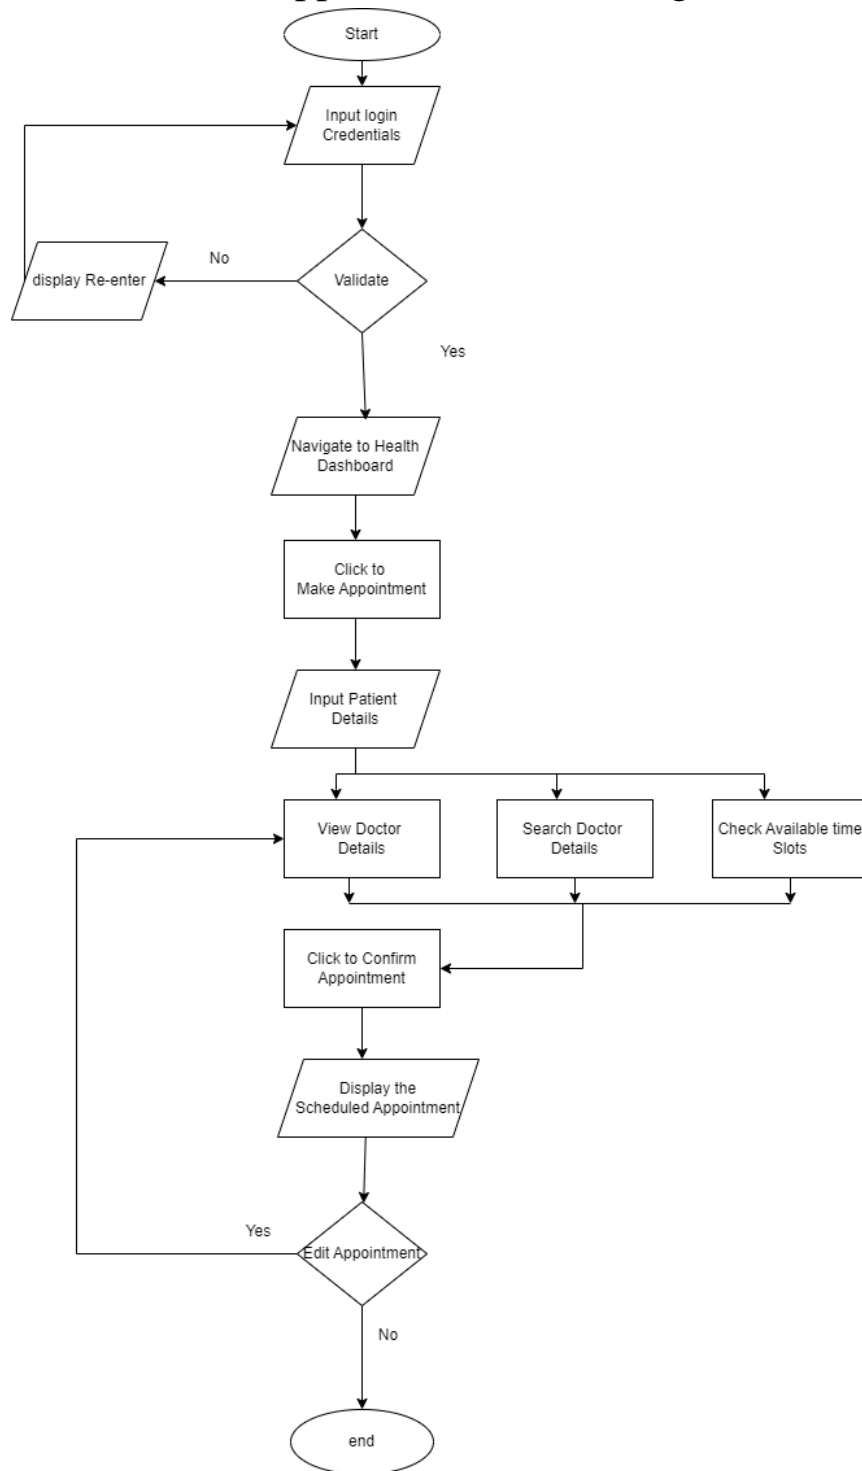 Start
Input login
Credentials
No
display Re-enter
Validate
Yes
Navigate to Health
Dashboard
Click to
Make Appointment
Input Patient
Details
View Doctor
Details
Search Doctor
Details
Check Available time
Slots
Click to Confirm
Appointment
Display the
Scheduled Appointment
Yes
Edit Appointment
No
end